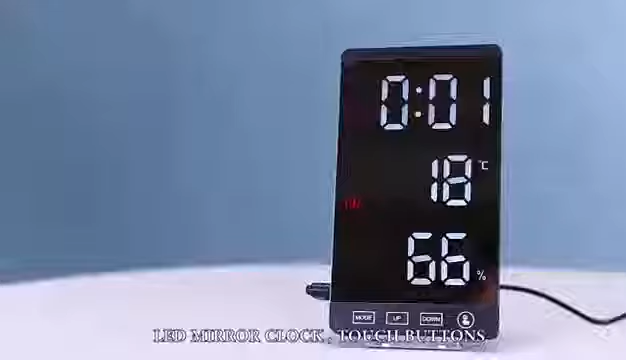 0:01
18 °C
66 %
MODE UP DOWN
LED MIRROR CLOCK , TOUCH BUTTONS